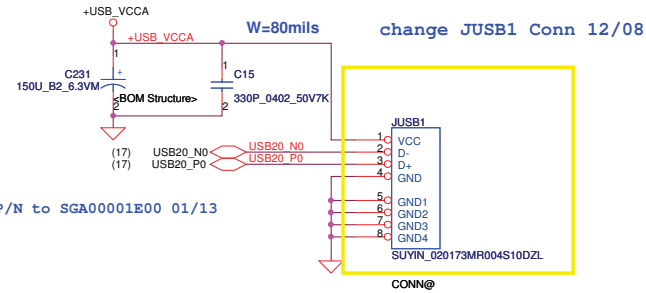 +USB_VCCA
+USB_VCCA
W=80mils
change JUSB1 Conn 12/08
1
C231
+
150U_B2_6.3VM
<BOM Structure>
2
1
C15
330P_0402_50V7K
2
JUSB1
1 VCC
(17) USB20_N0 USB20_N0 2 D-
(17) USB20_P0 USB20_P0 3 D+
4 GND
5 GND1
6 GND2
7 GND3
8 GND4
P/N to SGA00001E00 01/13
SUYIN_020173MR004S10DZL
CONN@